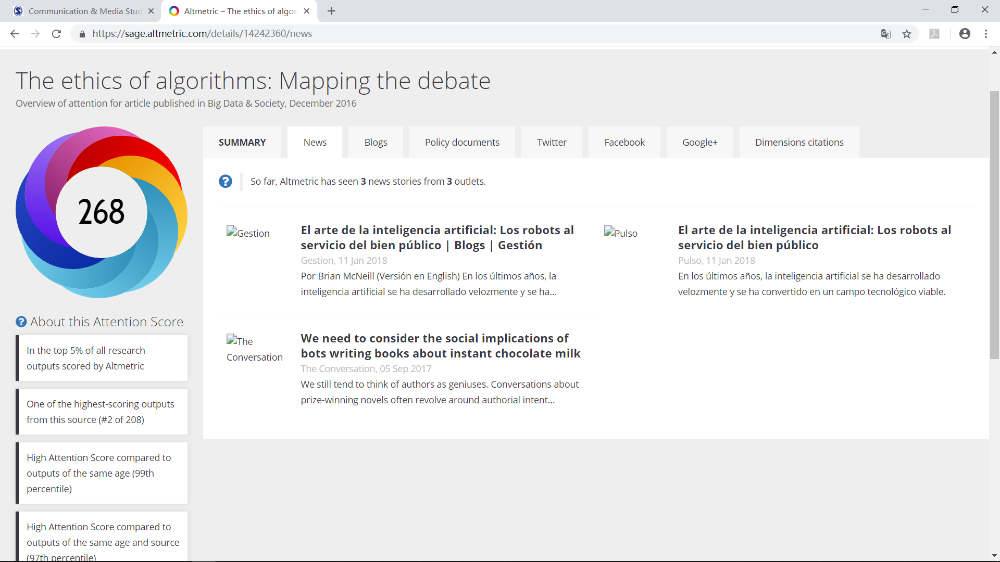 Communication & Media Stud
Altmetric – The ethics of algori
https://sage.altmetric.com/details/14242360/news
The ethics of algorithms: Mapping the debate
Overview of attention for article published in Big Data & Society, December 2016
268
SUMMARY
News
Blogs
Policy documents
Twitter
Facebook
Google+
Dimensions citations
? So far, Altmetric has seen 3 news stories from 3 outlets.
Gestion
El arte de la inteligencia artificial: Los robots al
servicio del bien público | Blogs | Gestión
Gestion, 11 Jan 2018
Por Brian McNeill (Versión en English) En los últimos años, la
inteligencia artificial se ha desarrollado velozmente y se ha…
Pulso
El arte de la inteligencia artificial: Los robots al
servicio del bien público
Pulso, 11 Jan 2018
En los últimos años, la inteligencia artificial se ha desarrollado
velozmente y se ha convertido en un campo tecnológico viable.
The
Conversation
We need to consider the social implications of
bots writing books about instant chocolate milk
The Conversation, 05 Sep 2017
We still tend to think of authors as geniuses. Conversations about
prize-winning novels often revolve around authorial intent…
? About this Attention Score
In the top 5% of all research
outputs scored by Altmetric
One of the highest-scoring outputs
from this source (#2 of 208)
High Attention Score compared to
outputs of the same age (99th
percentile)
High Attention Score compared to
outputs of the same age and source
(97th percentile)